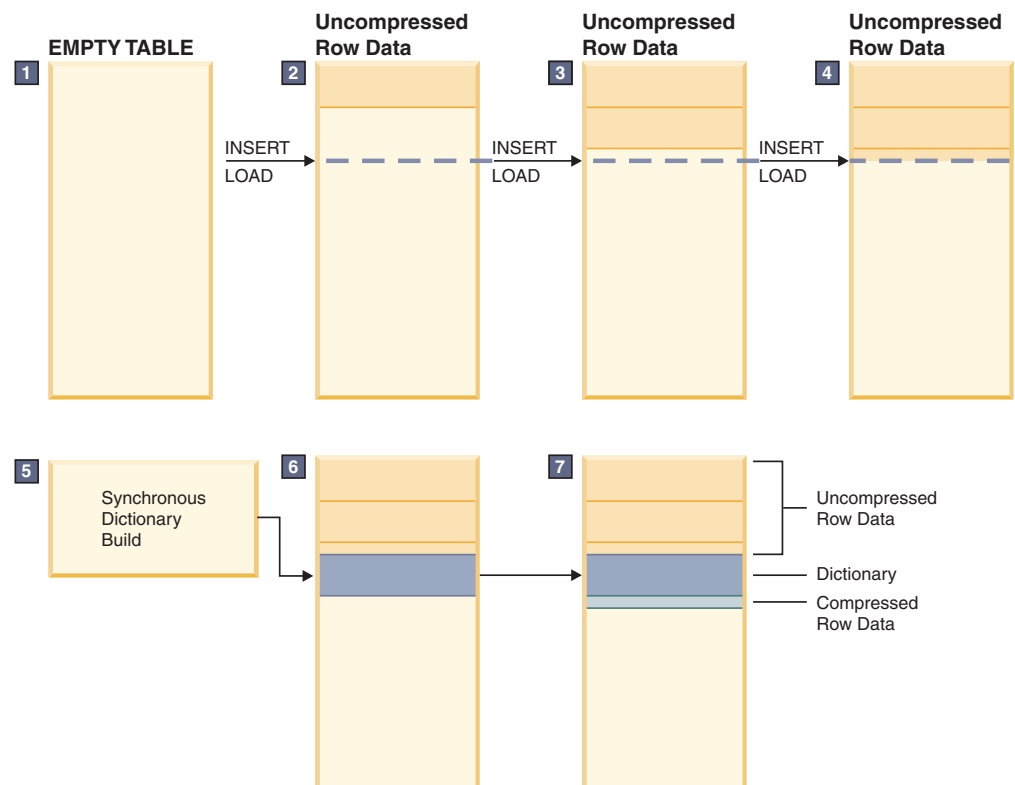 1
EMPTY TABLE
2
Uncompressed
Row Data
3
Uncompressed
Row Data
4
Uncompressed
Row Data
INSERT
LOAD
INSERT
LOAD
INSERT
LOAD
5
Synchronous
Dictionary
Build
6
7
Uncompressed
Row Data
Dictionary
Compressed
Row Data